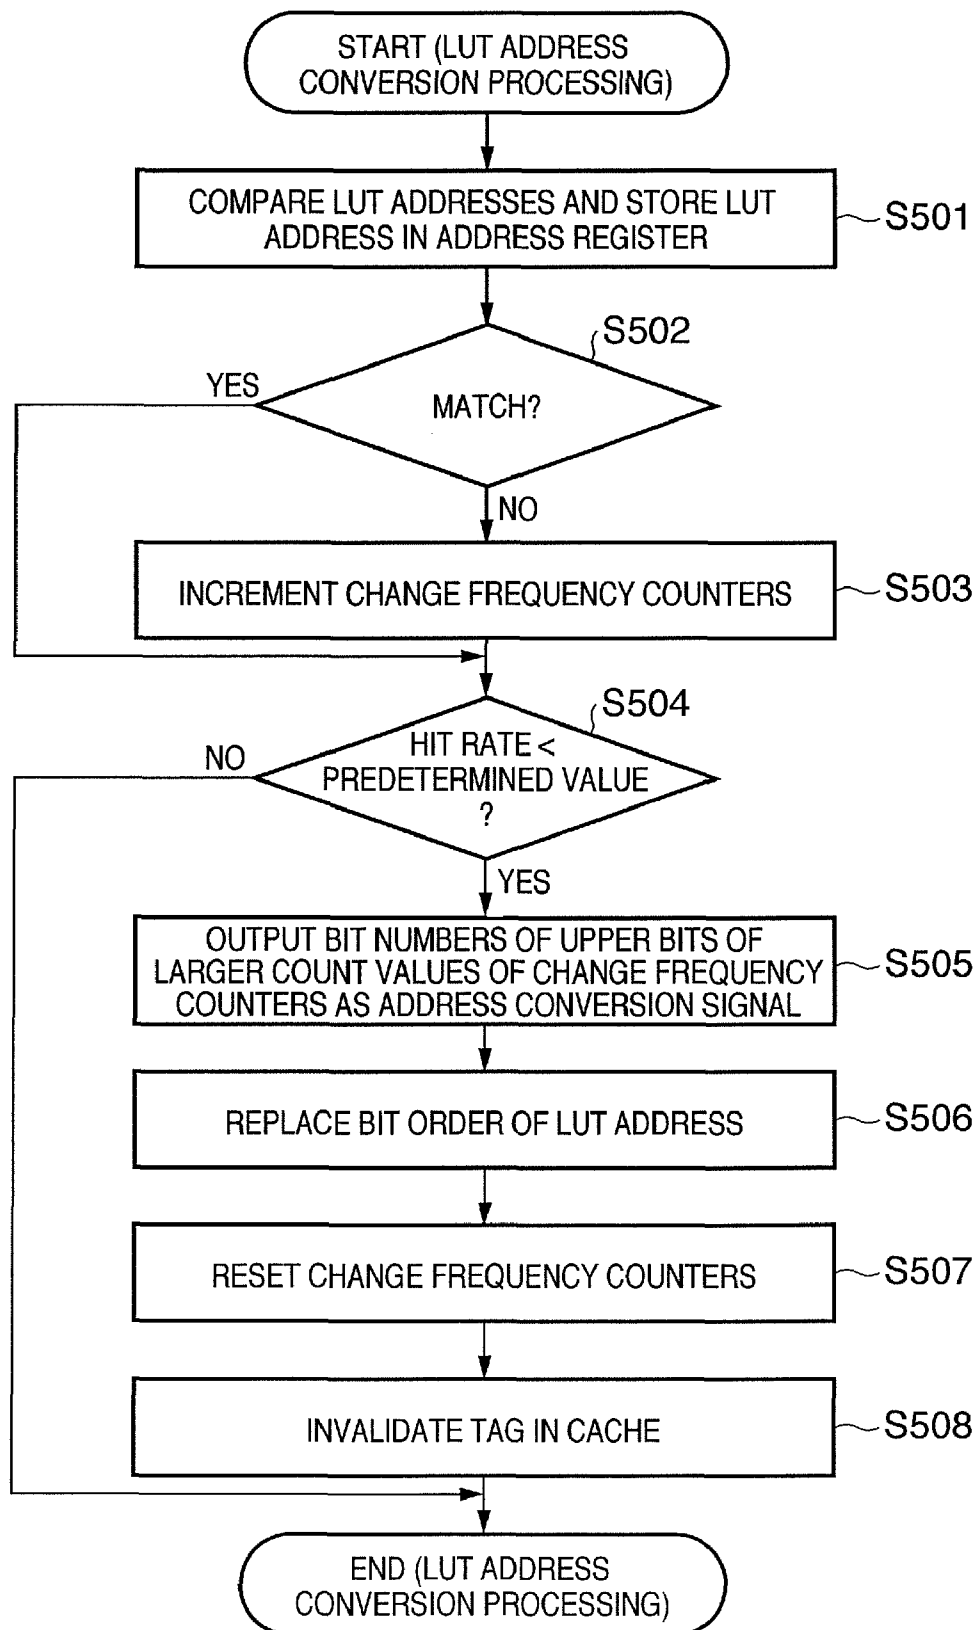 START (LUT ADDRESS
CONVERSION PROCESSING)
COMPARE LUT ADDRESSES AND STORE LUT
ADDRESS IN ADDRESS REGISTER
S501
S502
YES
MATCH?
NO
INCREMENT CHANGE FREQUENCY COUNTERS
S503
S504
NO
HIT RATE <
PREDETERMINED VALUE
?
YES
OUTPUT BIT NUMBERS OF UPPER BITS OF
LARGER COUNT VALUES OF CHANGE FREQUENCY
COUNTERS AS ADDRESS CONVERSION SIGNAL
S505
REPLACE BIT ORDER OF LUT ADDRESS
S506
RESET CHANGE FREQUENCY COUNTERS
S507
INVALIDATE TAG IN CACHE
S508
END (LUT ADDRESS
CONVERSION PROCESSING)